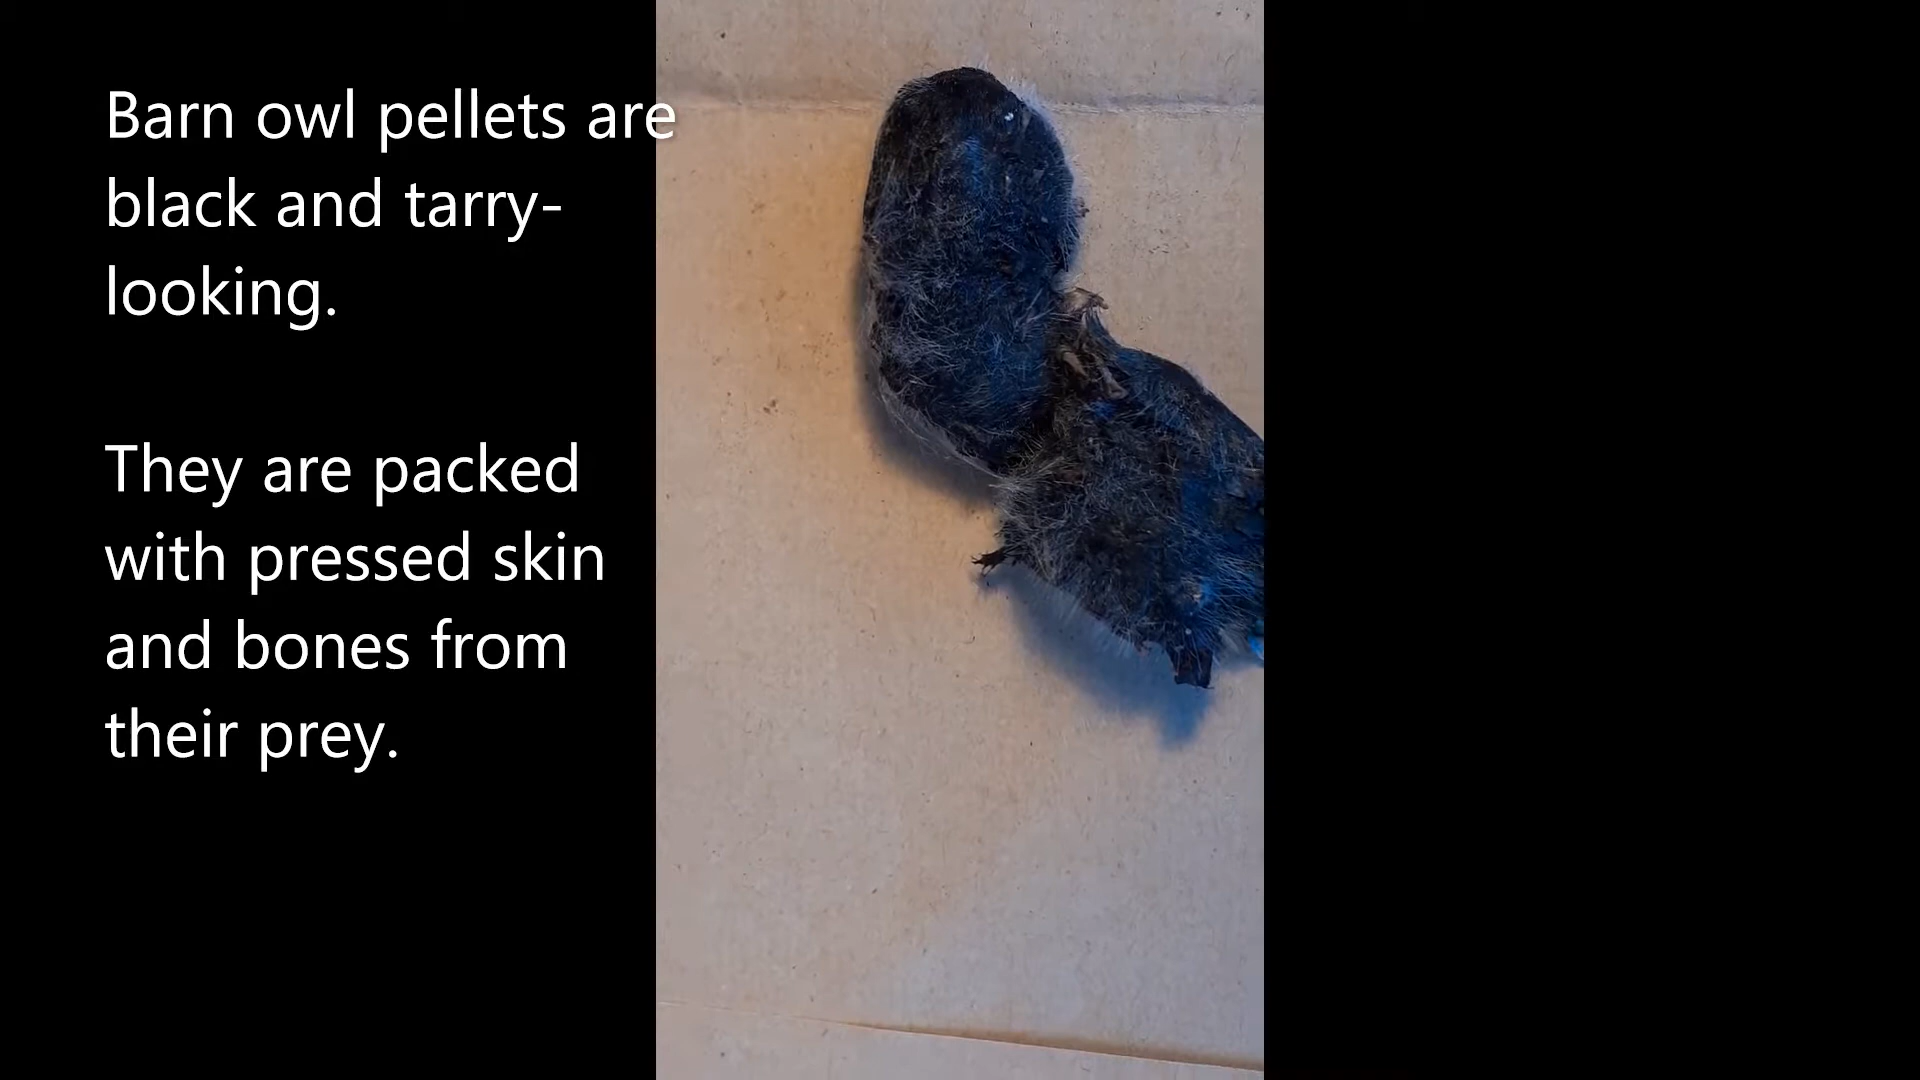 Barn owl pellets are
black and tarry-
looking.
They are packed
with pressed skin
and bones from
their prey.